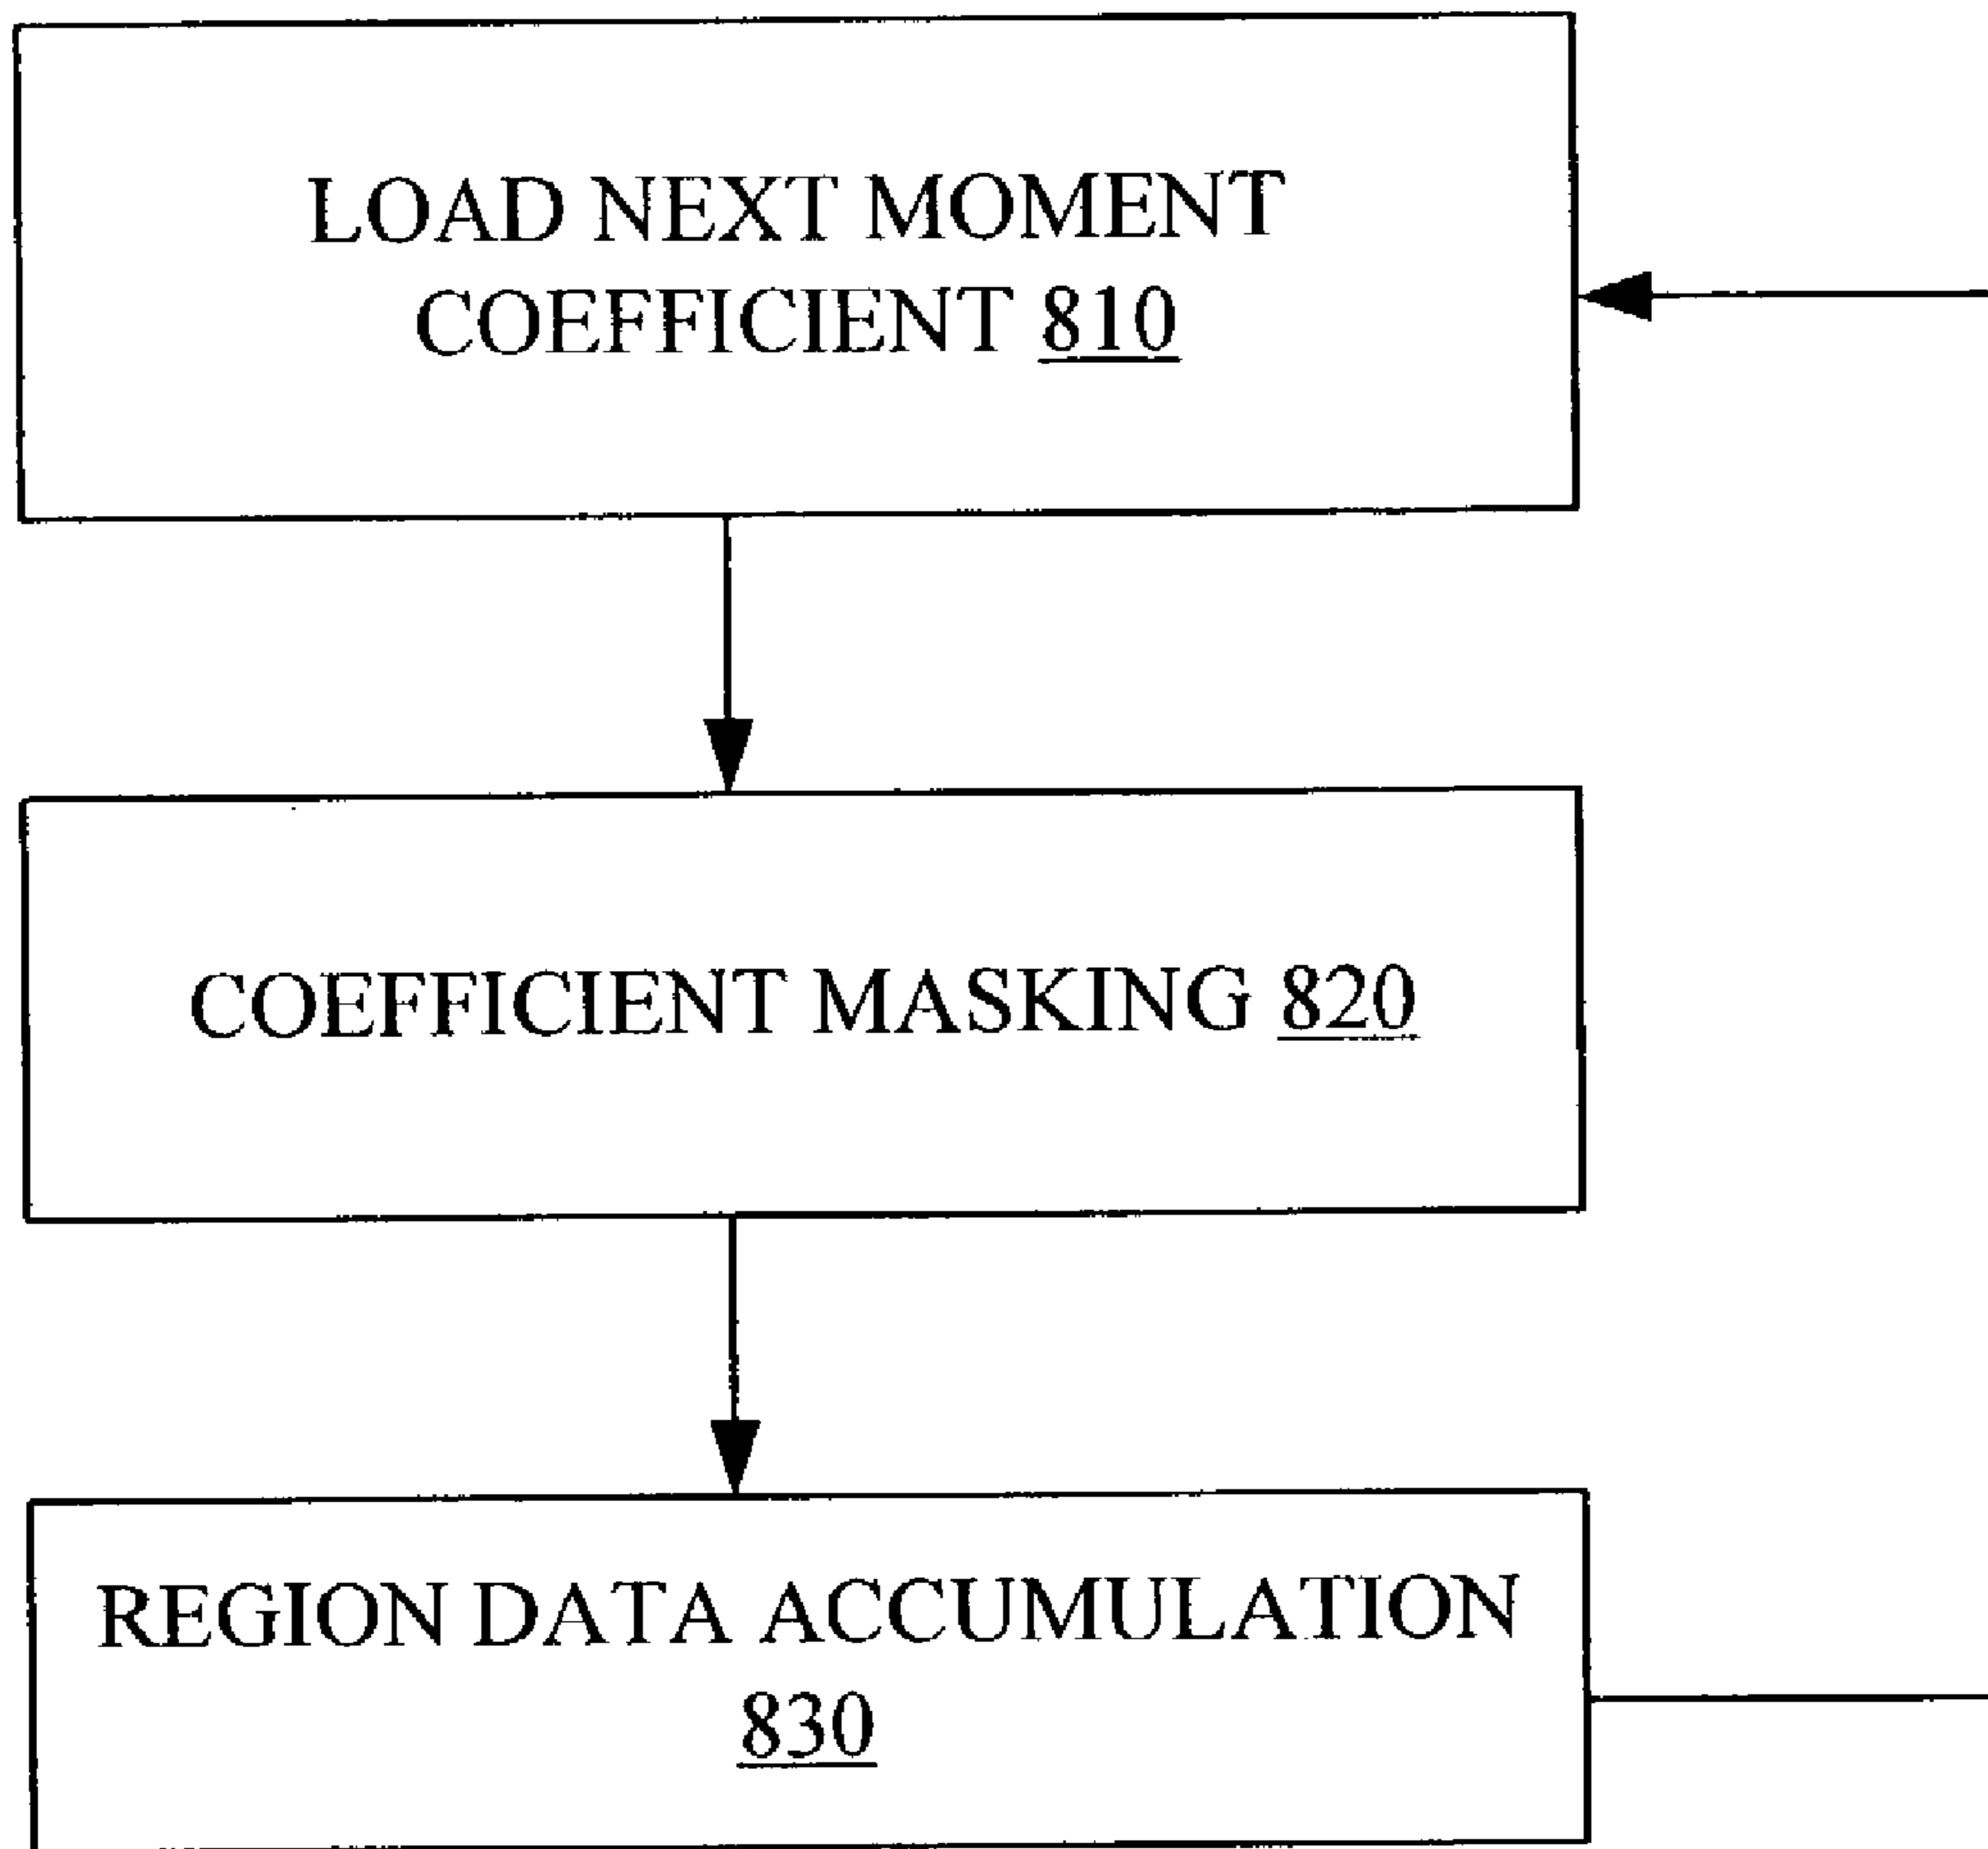 LOAD NEXT MOMENT
COEFFICIENT 810
COEFFICIENT MASKING 820
REGION DATA ACCUMULATION
830